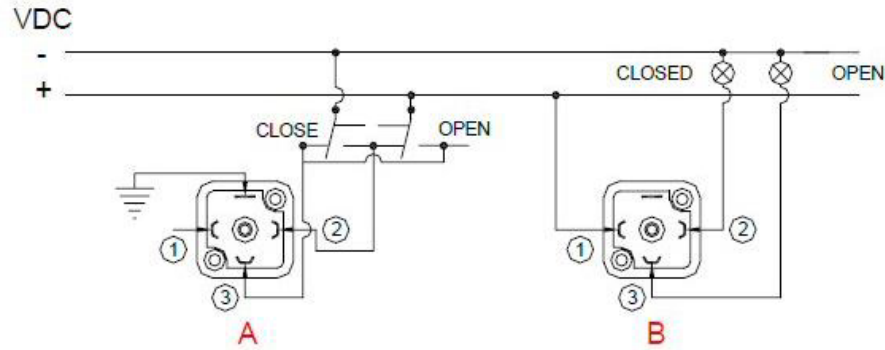 VDC
-
+
CLOSED OPEN
CLOSE OPEN
1 2 1 2
3 3
A B